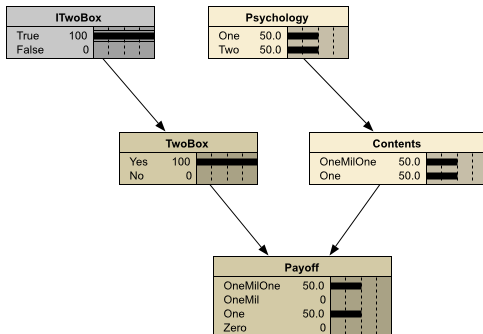 ITwoBox
True 100
False 0
Psychology
One 50.0
Two 50.0
TwoBox
Yes 100
No 0
Contents
OneMilOne 50.0
One 50.0
Payoff
OneMilOne 50.0
OneMil 0
One 50.0
Zero 0